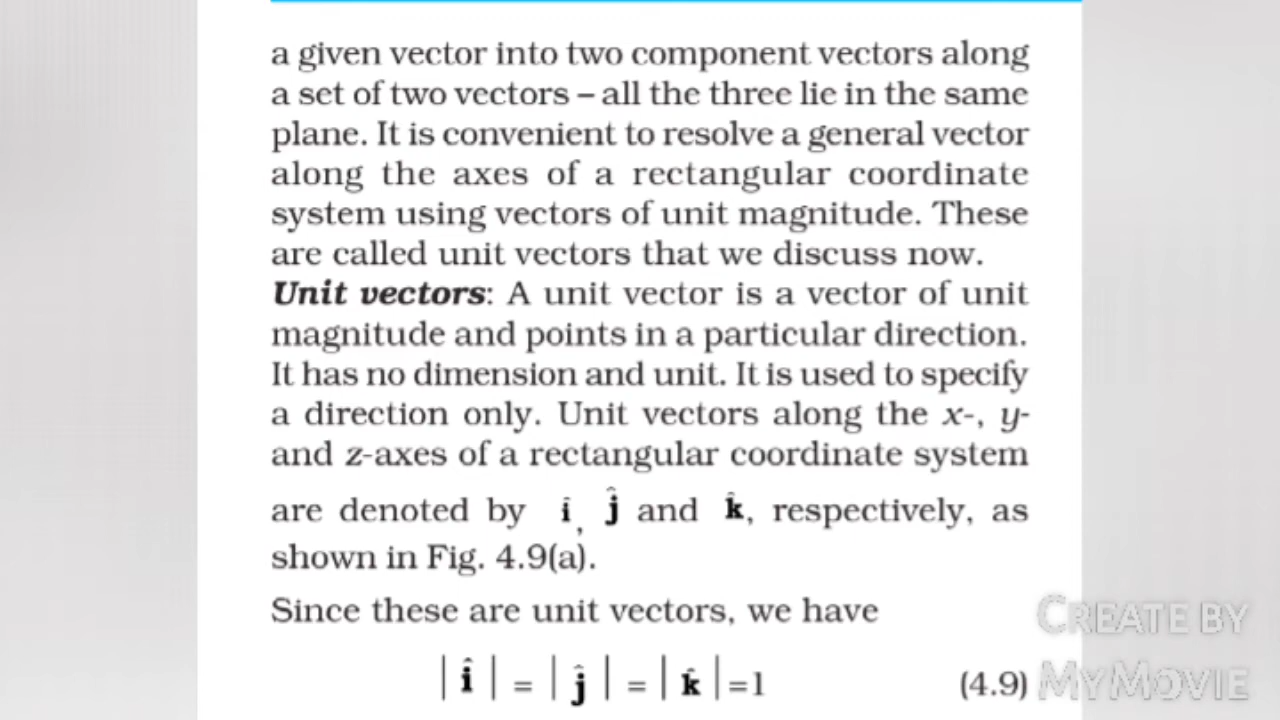 a given vector into two component vectors along
a set of two vectors – all the three lie in the same
plane. It is convenient to resolve a general vector
along the axes of a rectangular coordinate
system using vectors of unit magnitude. These
are called unit vectors that we discuss now.
Unit vectors: A unit vector is a vector of unit
magnitude and points in a particular direction.
It has no dimension and unit. It is used to specify
a direction only. Unit vectors along the x-, y-
and z-axes of a rectangular coordinate system
are denoted by î, ĵ and k̂, respectively, as
shown in Fig. 4.9(a).
Since these are unit vectors, we have
| î | = | ĵ | = | k̂ | =1 (4.9)
CREATE BY
MYMOVIE